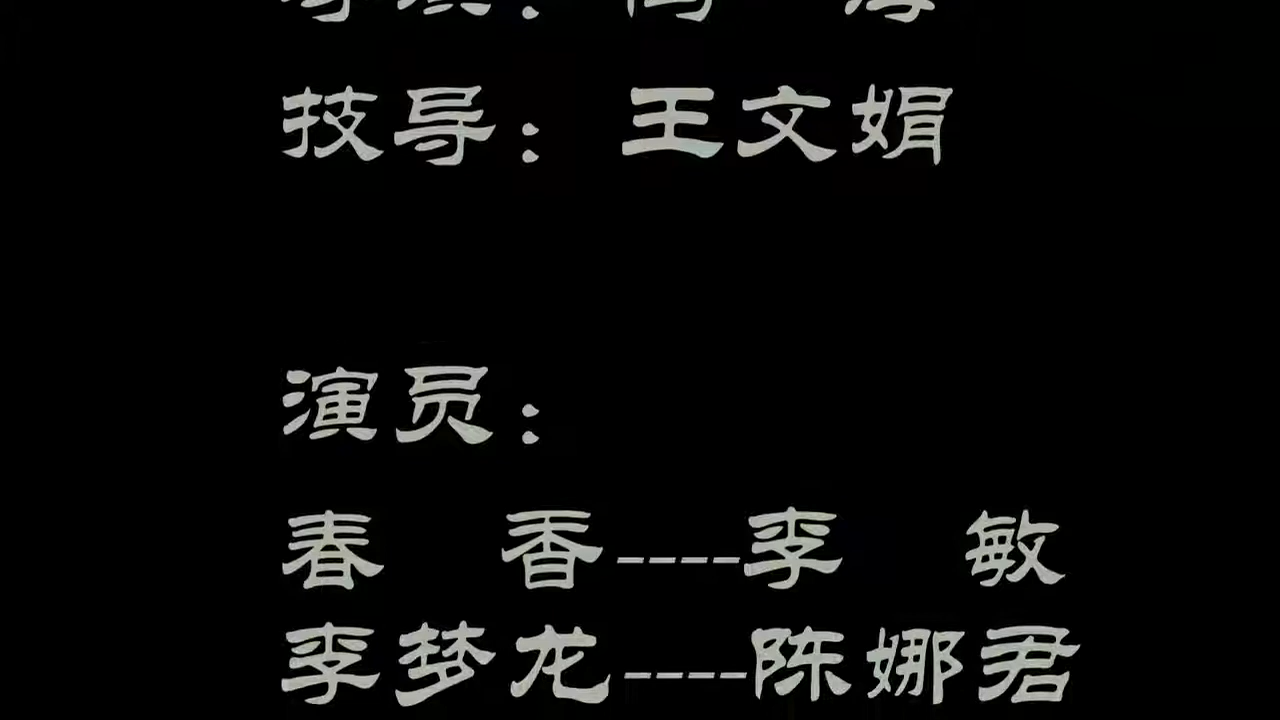 技导：王文娟
演员：
春 香----李 敏
李梦龙----陈娜君